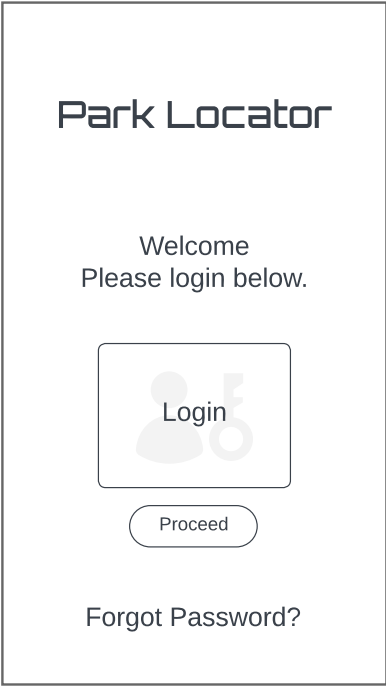 Park Locator
Welcome
Please login below.
Login
Proceed
Forgot Password?